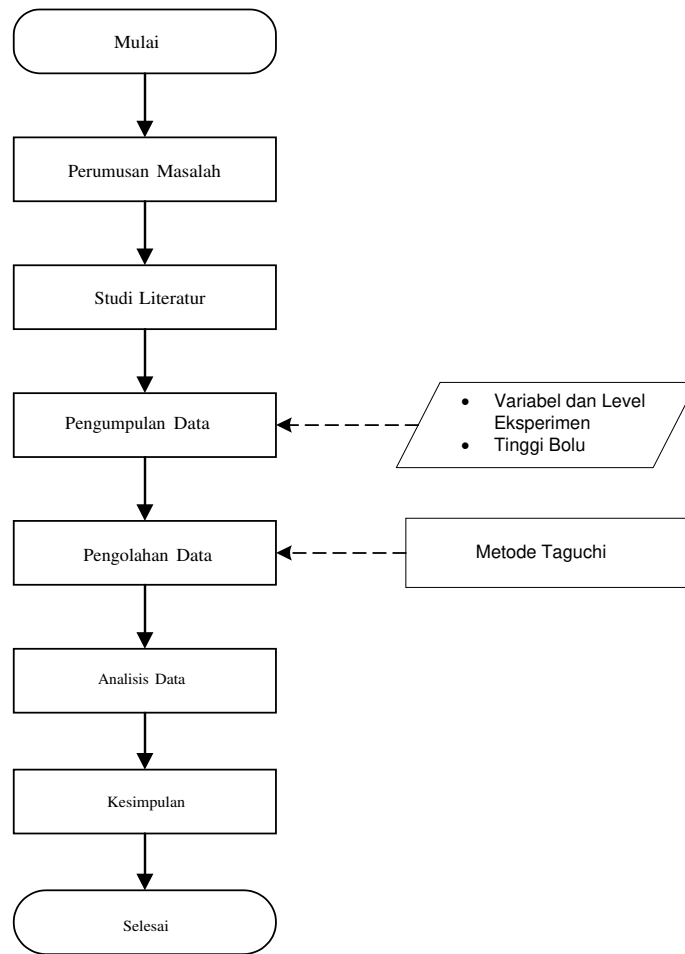 Mulai
Perumusan Masalah
Studi Literatur
Pengumpulan Data
• Variabel dan Level
Eksperimen
• Tinggi Bolu
Pengolahan Data
Metode Taguchi
Analisis Data
Kesimpulan
Selesai